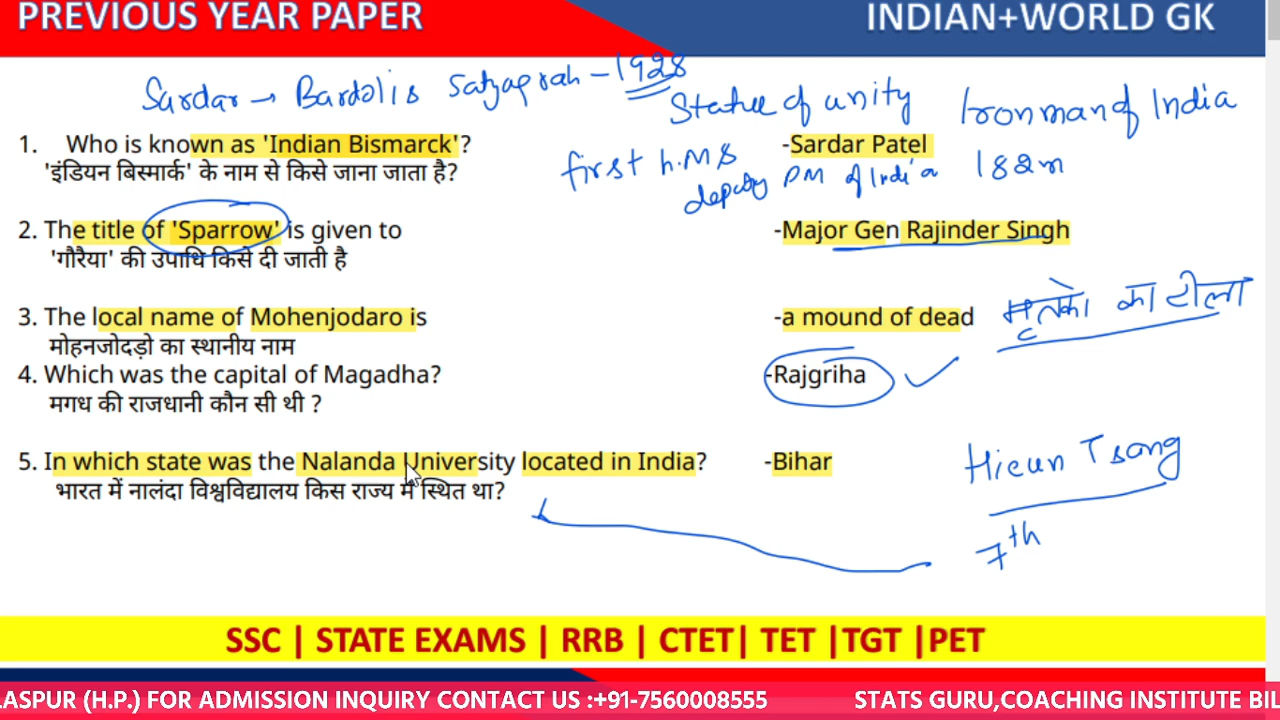 PREVIOUS YEAR PAPER
INDIAN+WORLD GK
Sardar → Bardolis Satyagrah - 1928
Statue of unity
Iron man of India
1. Who is known as 'Indian Bismarck'?
-Sardar Patel
'इंडियन बिस्मार्क' के नाम से किसे जाना जाता है?
first h.MS
deputy PM of India
182m
2. The title of 'Sparrow' is given to
-Major Gen Rajinder Singh
'गौरैया' की उपाधि किसे दी जाती है
3. The local name of Mohenjodaro is
-a mound of dead
का टीला
मोहनजोदड़ो का स्थानीय नाम
4. Which was the capital of Magadha?
-Rajgriha
मगध की राजधानी कौन सी थी ?
5. In which state was the Nalanda University located in India?
-Bihar
Hieun Tsang
भारत में नालंदा विश्वविद्यालय किस राज्य में स्थित था?
7th
SSC | STATE EXAMS | RRB | CTET| TET |TGT |PET
LASPUR (H.P.) FOR ADMISSION INQUIRY CONTACT US :+91-7560008555
STATS GURU,COACHING INSTITUTE BIL